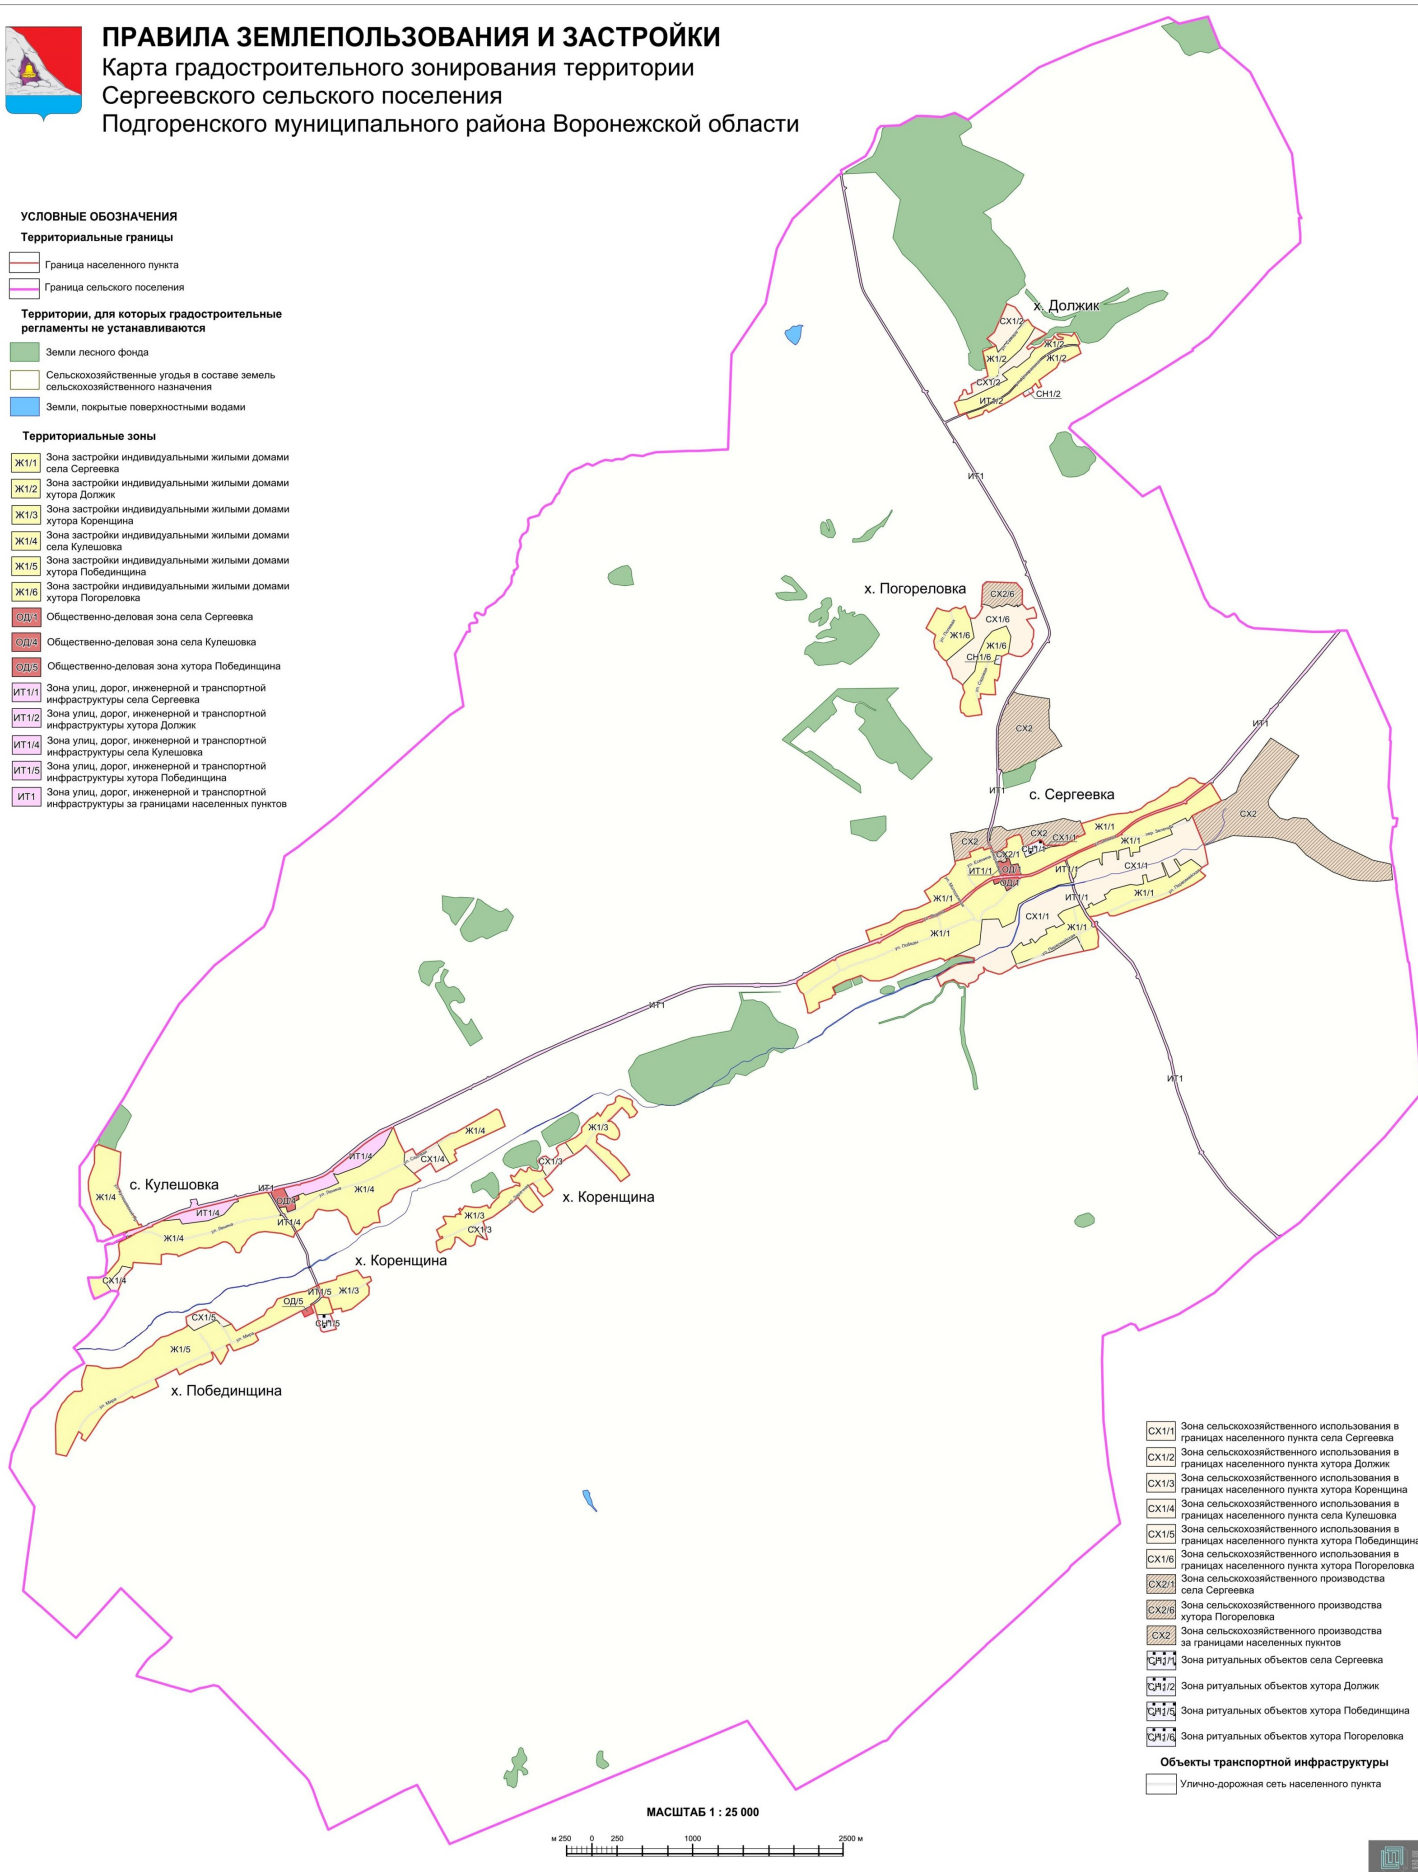 ПРАВИЛА ЗЕМЛЕПОЛЬЗОВАНИЯ И ЗАСТРОЙКИ
Карта градостроительного зонирования территории
Сергеевского сельского поселения
Подгоренского муниципального района Воронежской области
УСЛОВНЫЕ ОБОЗНАЧЕНИЯ
Территориальные границы
Граница населенного пункта
Граница сельского поселения
Территории, для которых градостроительные
регламенты не устанавливаются
Земли лесного фонда
Сельскохозяйственные угодья в составе земель
сельскохозяйственного назначения
Земли, покрытые поверхностными водами
Территориальные зоны
Ж1/1 Зона застройки индивидуальными жилыми домами
села Сергеевка
Ж1/2 Зона застройки индивидуальными жилыми домами
хутора Должик
Ж1/3 Зона застройки индивидуальными жилыми домами
хутора Коренщина
Ж1/4 Зона застройки индивидуальными жилыми домами
села Кулешовка
Ж1/5 Зона застройки индивидуальными жилыми домами
хутора Побединщина
Ж1/6 Зона застройки индивидуальными жилыми домами
хутора Погореловка
ОД/1 Общественно-деловая зона села Сергеевка
ОД/4 Общественно-деловая зона села Кулешовка
ОД/5 Общественно-деловая зона хутора Побединщина
ИТ1/1 Зона улиц, дорог, инженерной и транспортной
инфраструктуры села Сергеевка
ИТ1/2 Зона улиц, дорог, инженерной и транспортной
инфраструктуры хутора Должик
ИТ1/4 Зона улиц, дорог, инженерной и транспортной
инфраструктуры села Кулешовка
ИТ1/5 Зона улиц, дорог, инженерной и транспортной
инфраструктуры хутора Побединщина
ИТ1 Зона улиц, дорог, инженерной и транспортной
инфраструктуры за границами населенных пунктов
х. Должик
СХ1/2
Ж1/2
Ж1/2
Ж1/2
СХ1/2
СН1/2
ИТ1/2
ИТ1
х. Погореловка
СХ2/6
СХ1/6
Ж1/6
Ж1/6
СН1/6
СХ2
ИТ1
ИТ1
с. Сергеевка
СХ2
СХ2
СХ2
СХ1/1
Ж1/1
пер. Зеленый
Ж1/1
СН1/1
СХ2/1
ИТ1/1
ОД/1
ОД/1
ИТ1/1
СХ1/1
Ж1/1
ИТ1/1
Ж1/1
СХ1/1
Ж1/1
Ж1/1
ул. Победы
ИТ1
ИТ1
с. Кулешовка
Ж1/4
ИТ1/4
Ж1/4
СХ1/4
Ж1/4
ИТ1
ОД/4
ИТ1/4
ИТ1/4
ул. Ленина
ул. Ленина
Ж1/4
СХ1/4
х. Коренщина
Ж1/3
СХ1/3
Ж1/3
СХ1/3
х. Коренщина
ИТ1/5
Ж1/3
ОД/5
СН1/5
СХ1/5
ул. Мира
Ж1/5
ул. Мира
х. Побединщина
СХ1/1 Зона сельскохозяйственного использования в
границах населенного пункта села Сергеевка
СХ1/2 Зона сельскохозяйственного использования в
границах населенного пункта хутора Должик
СХ1/3 Зона сельскохозяйственного использования в
границах населенного пункта хутора Коренщина
СХ1/4 Зона сельскохозяйственного использования в
границах населенного пункта села Кулешовка
СХ1/5 Зона сельскохозяйственного использования в
границах населенного пункта хутора Побединщина
СХ1/6 Зона сельскохозяйственного использования в
границах населенного пункта хутора Погореловка
СХ2/1 Зона сельскохозяйственного производства
села Сергеевка
СХ2/6 Зона сельскохозяйственного производства
хутора Погореловка
СХ2 Зона сельскохозяйственного производства
за границами населенных пукнтов
СН1/1 Зона ритуальных объектов села Сергеевка
СН1/2 Зона ритуальных объектов хутора Должик
СН1/5 Зона ритуальных объектов хутора Побединщина
СН1/6 Зона ритуальных объектов хутора Погореловка
Объекты транспортной инфраструктуры
Улично-дорожная сеть населенного пункта
МАСШТАБ 1 : 25 000
м 250 0 250 1000 2500 м